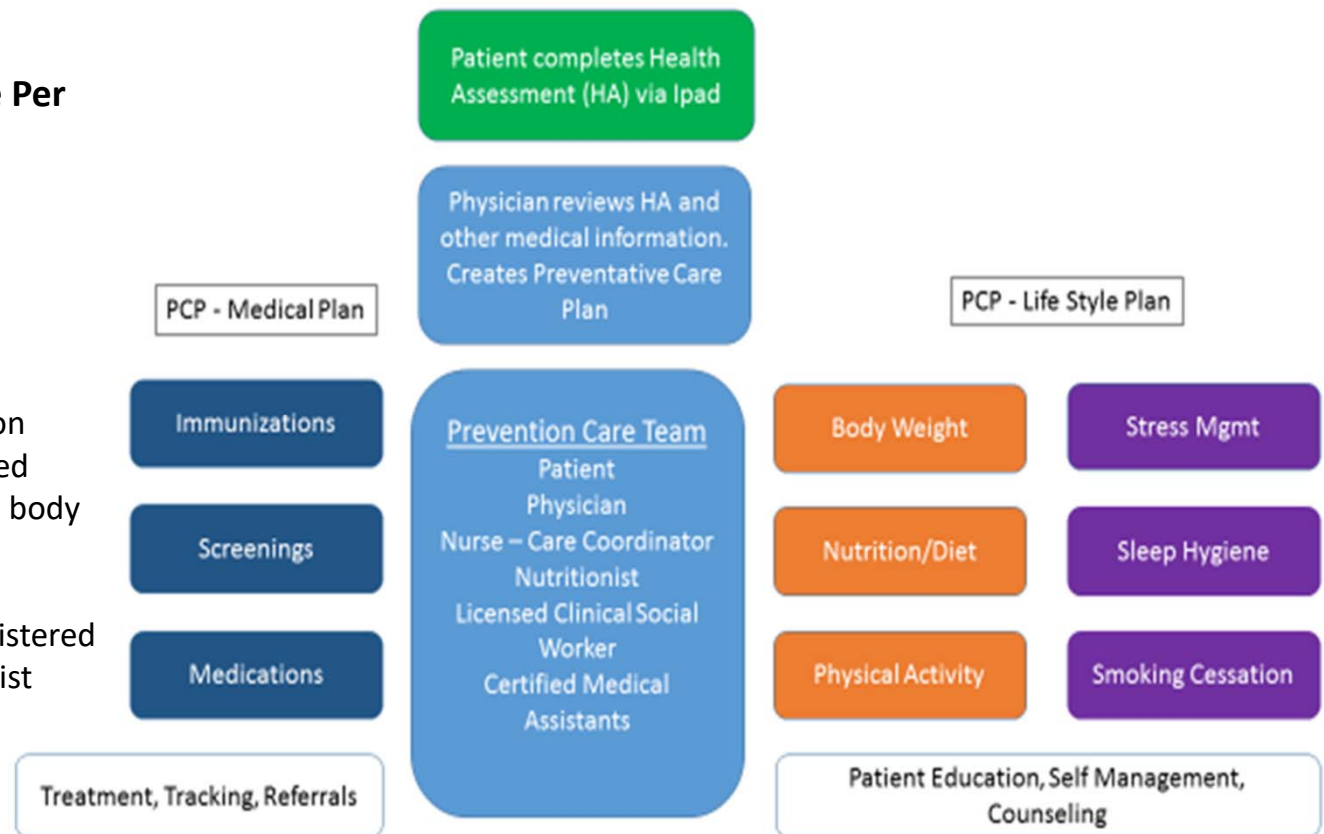 e Per
on
ed
body
istered
ist
Patient completes Health
Assessment (HA) via Ipad
Physician reviews HA and
other medical information.
Creates Preventative Care
Plan
PCP - Medical Plan
Immunizations
Screenings
Medications
Treatment, Tracking, Referrals
Prevention Care Team
Patient
Physician
Nurse – Care Coordinator
Nutritionist
Licensed Clinical Social
Worker
Certified Medical
Assistants
PCP - Life Style Plan
Body Weight
Stress Mgmt
Nutrition/Diet
Sleep Hygiene
Physical Activity
Smoking Cessation
Patient Education, Self Management,
Counseling